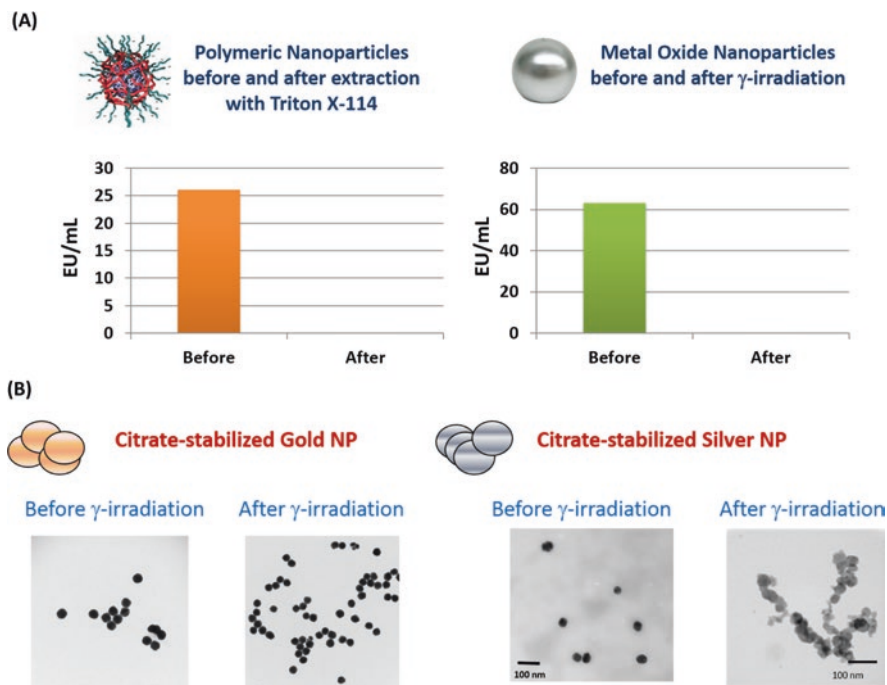 (A)
Polymeric Nanoparticles
before and after extraction
with Triton X-114
Metal Oxide Nanoparticles
before and after γ-irradiation
EU/mL
30
25
20
15
10
5
0
Before
After
EU/mL
80
60
40
20
0
Before
After
(B)
Citrate-stabilized Gold NP
Citrate-stabilized Silver NP
Before γ-irradiation
After γ-irradiation
Before γ-irradiation
After γ-irradiation
100 nm
100 nm